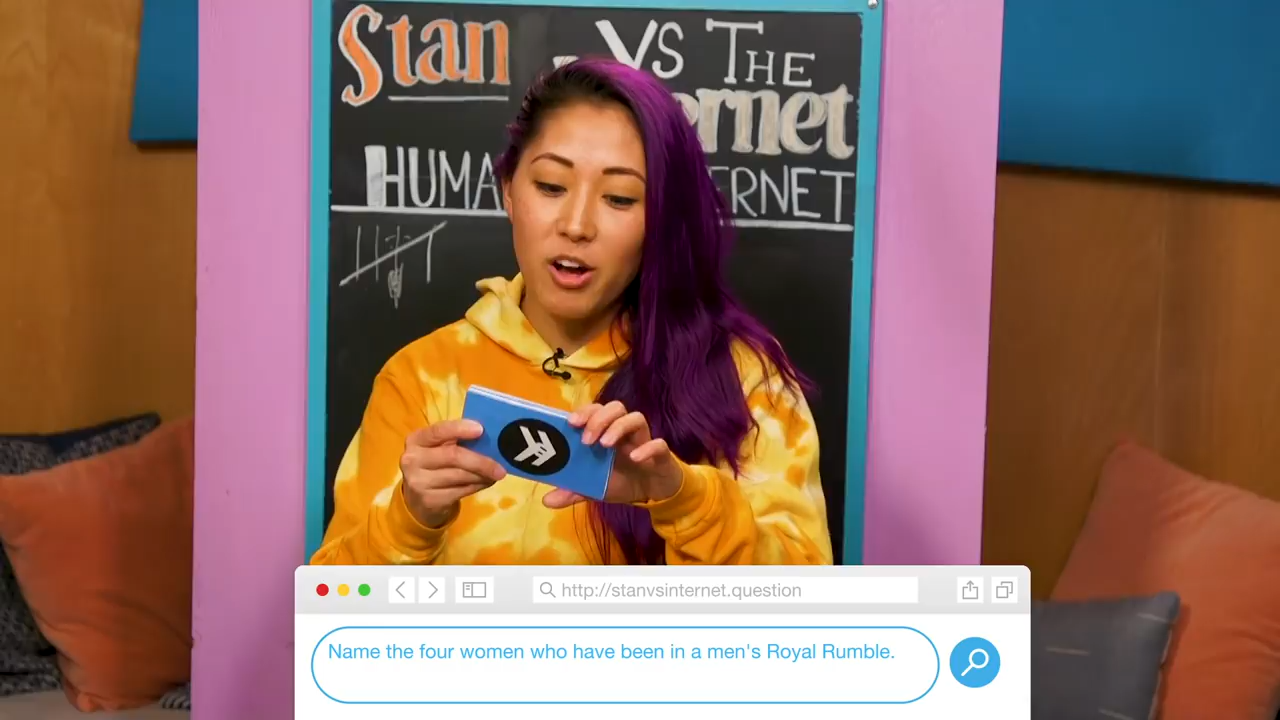 Stan VS THE
ernet
HUMA ERNET
http://stanvsinternet.question
Name the four women who have been in a men's Royal Rumble.